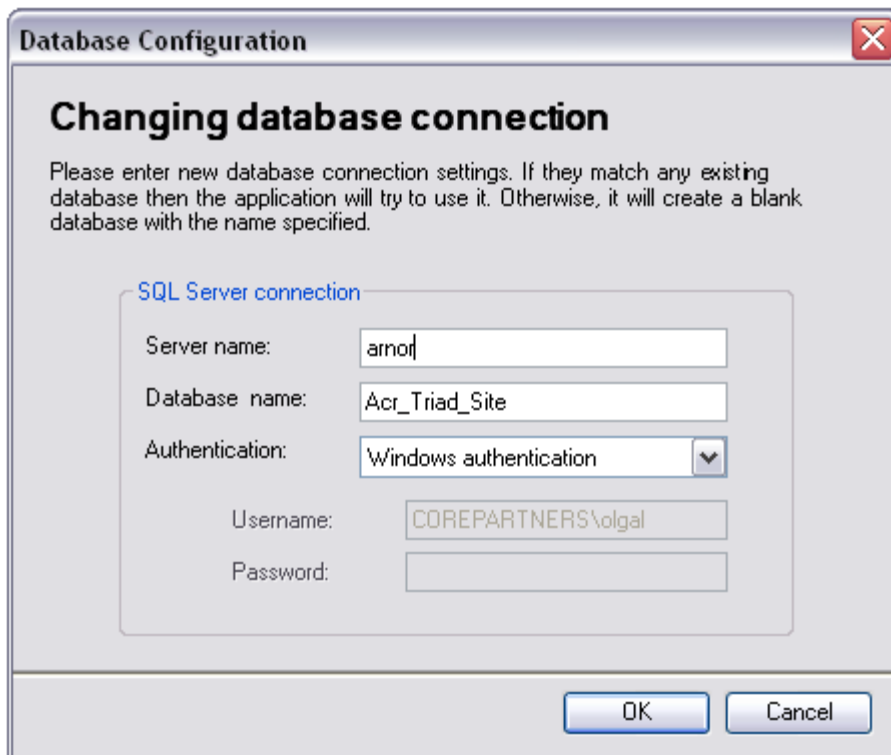 Database Configuration
Changing database connection
Please enter new database connection settings. If they match any existing
database then the application will try to use it. Otherwise, it will create a blank
database with the name specified.
SQL Server connection
Server name: arnor
Database name: Acr_Triad_Site
Authentication: Windows authentication
Username: COREPARTNERS\olgal
Password:
OK Cancel